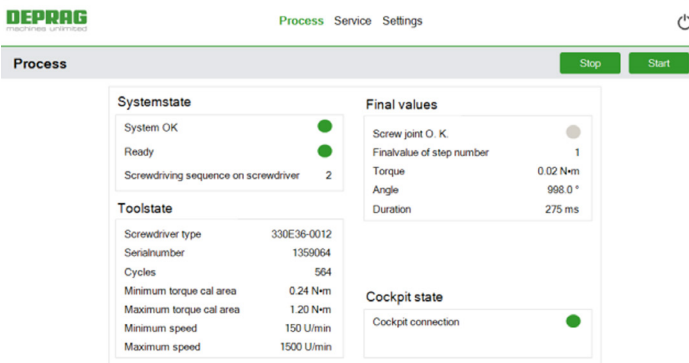 DEPRAG
machines unlimited
Process Service Settings
Process
Stop
Start
Systemstate
System OK
Ready
Screwdriving sequence on screwdriver 2
Toolstate
Screwdriver type 330E36-0012
Serialnumber 1359064
Cycles 564
Minimum torque cal area 0.24 N•m
Maximum torque cal area 1.20 N•m
Minimum speed 150 U/min
Maximum speed 1500 U/min
Final values
Screw joint O. K.
Finalvalue of step number 1
Torque 0.02 N•m
Angle 998.0 °
Duration 275 ms
Cockpit state
Cockpit connection